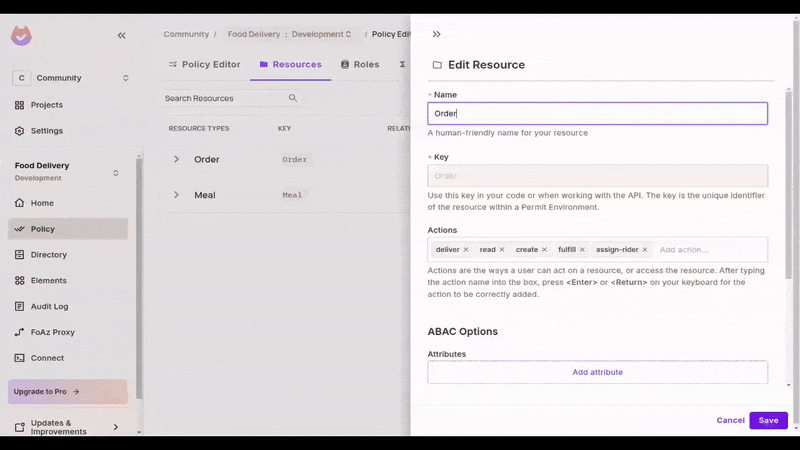 Community / Food Delivery : Development / Policy Edit
C Community
Projects
Settings
Food Delivery
Development
Home
Policy
Directory
Elements
Audit Log
FoAz Proxy
Connect
Upgrade to Pro
Updates &
Improvements
Policy Editor Resources Roles
Search Resources
RESOURCE TYPES KEY RELATE
Order Order
Meal Meal
Edit Resource
* Name
Order
A human-friendly name for your resource
* Key
Order
Use this key in your code or when working with the API. The key is the unique identifier
of the resource within a Permit Environment.
Actions
deliver × read × create × fulfill × assign-rider × Add action...
Actions are the ways a user can act on a resource, or access the resource. After typing
the action name into the box, press <Enter> or <Return> on your keyboard for the
action to be correctly added.
ABAC Options
Attributes
Add attribute
Cancel Save